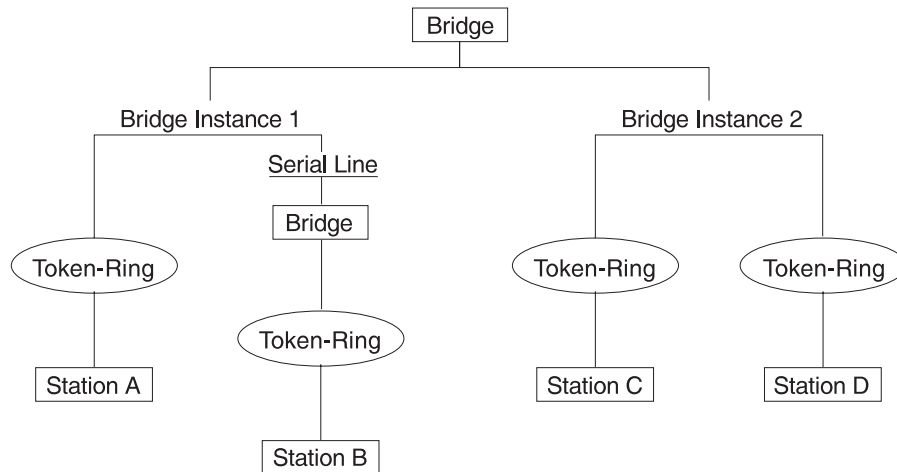 Bridge
Bridge Instance 1
Bridge Instance 2
Serial Line
Bridge
Token-Ring
Token-Ring
Token-Ring
Token-Ring
Station A
Station C
Station D
Station B